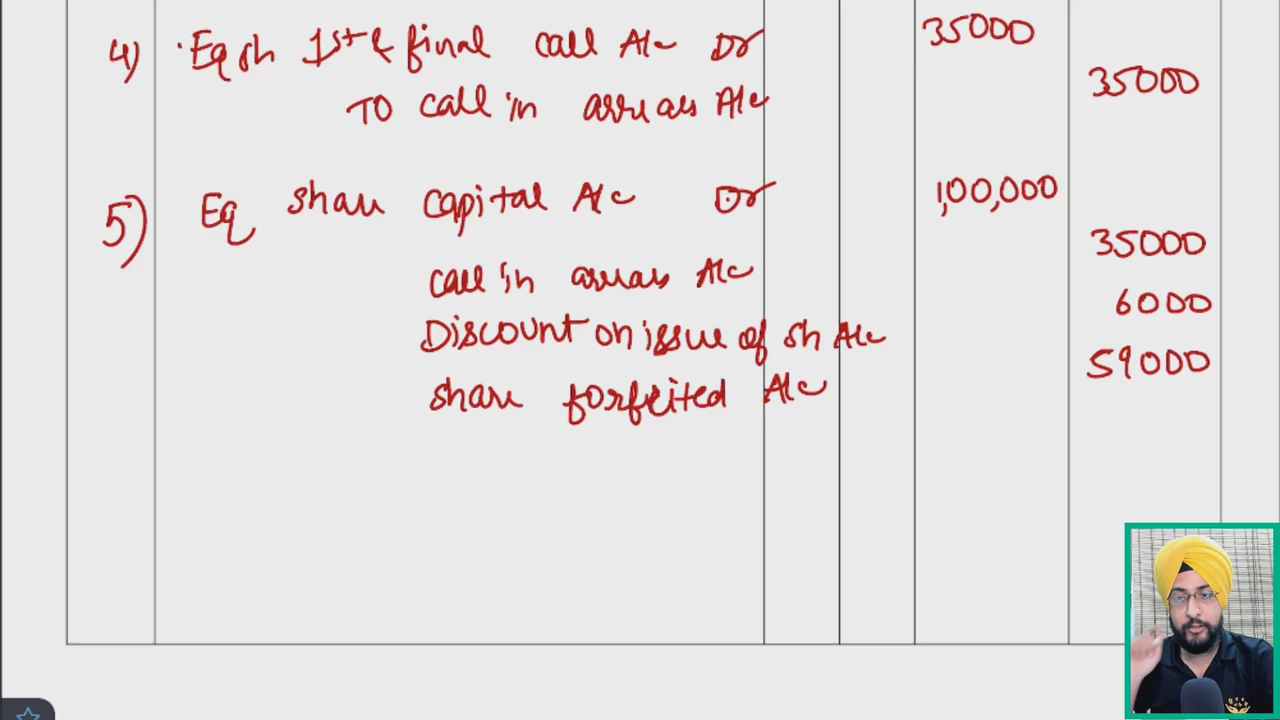 4) Eq sh 1st & final call A/c Dr 35000
To call in arrears A/c 35000
5) Eq share capital A/c Dr 1,00,000
call in arrears A/c 35000
Discount on issue of sh A/c 6000
share forfeited A/c 59000